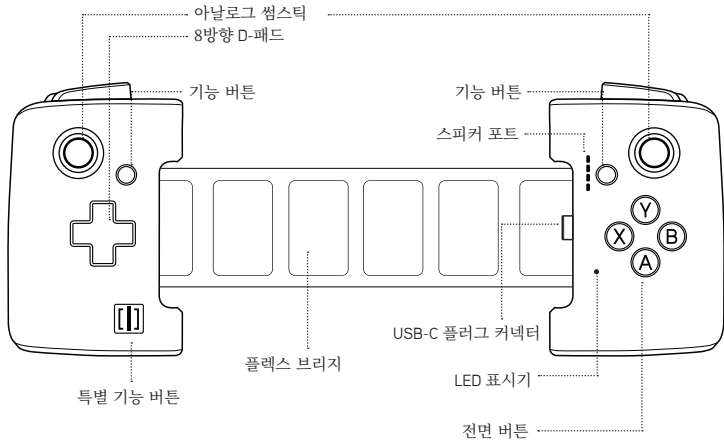 아날로그 썸스틱
8방향 D-패드
기능 버튼
기능 버튼
스피커 포트
Y
X
B
A
USB-C 플러그 커넥터
플렉스 브리지
LED 표시기
특별 기능 버튼
전면 버튼